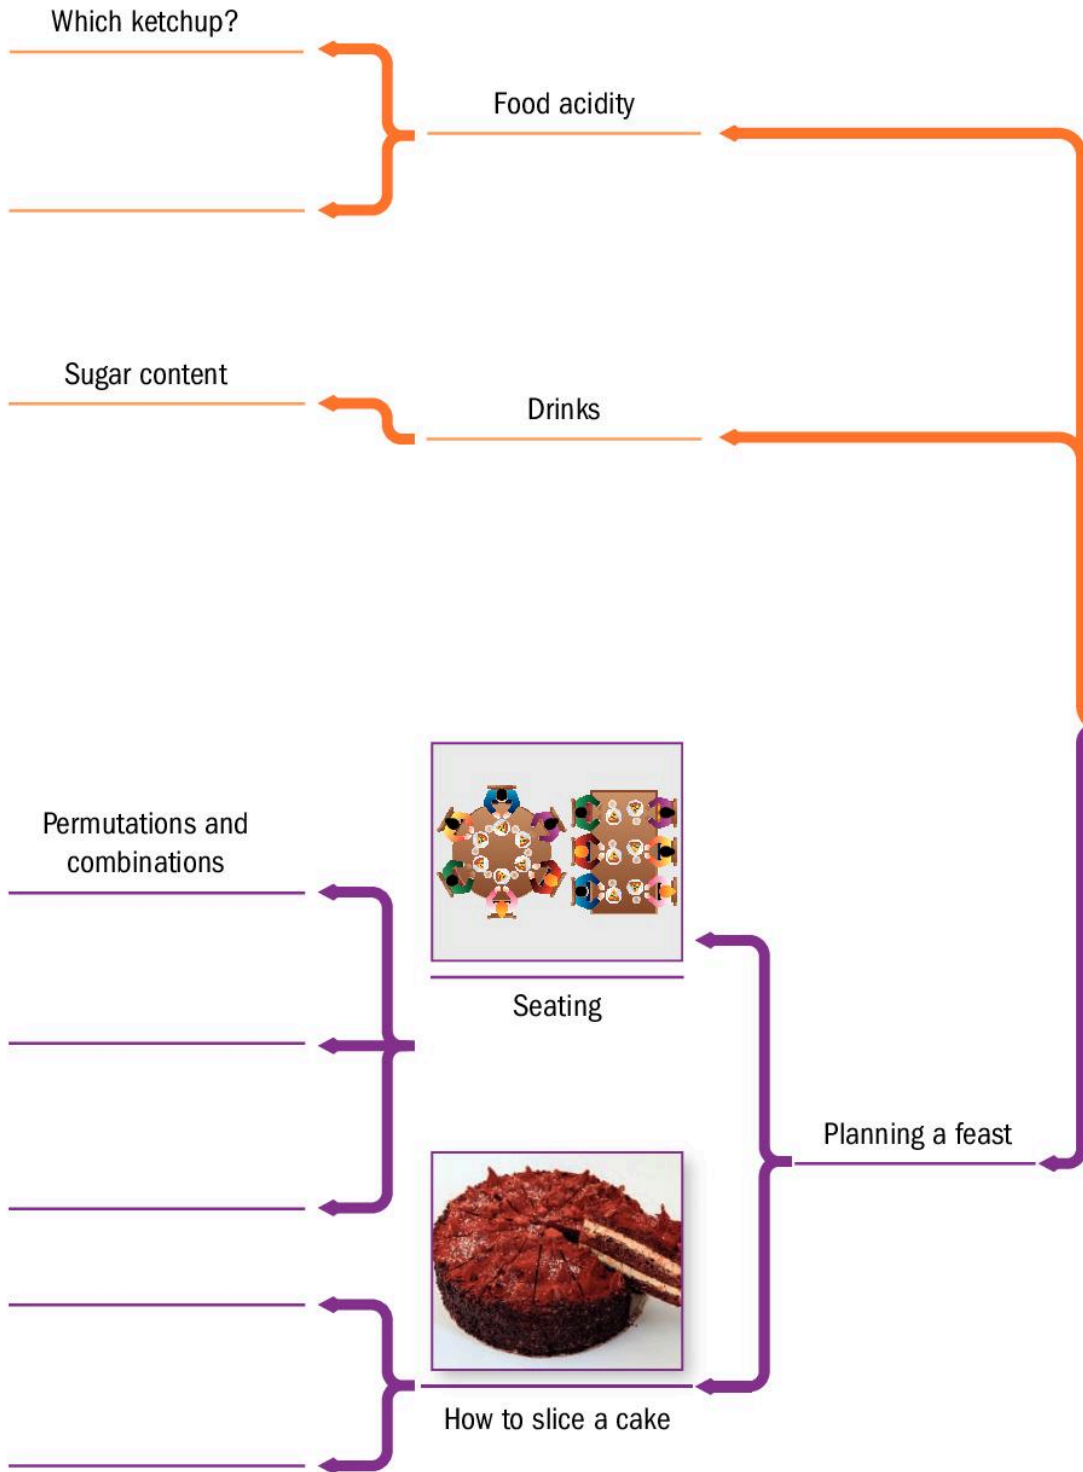 Which ketchup?
Food acidity
Sugar content
Drinks
Permutations and
combinations
Seating
Planning a feast
How to slice a cake